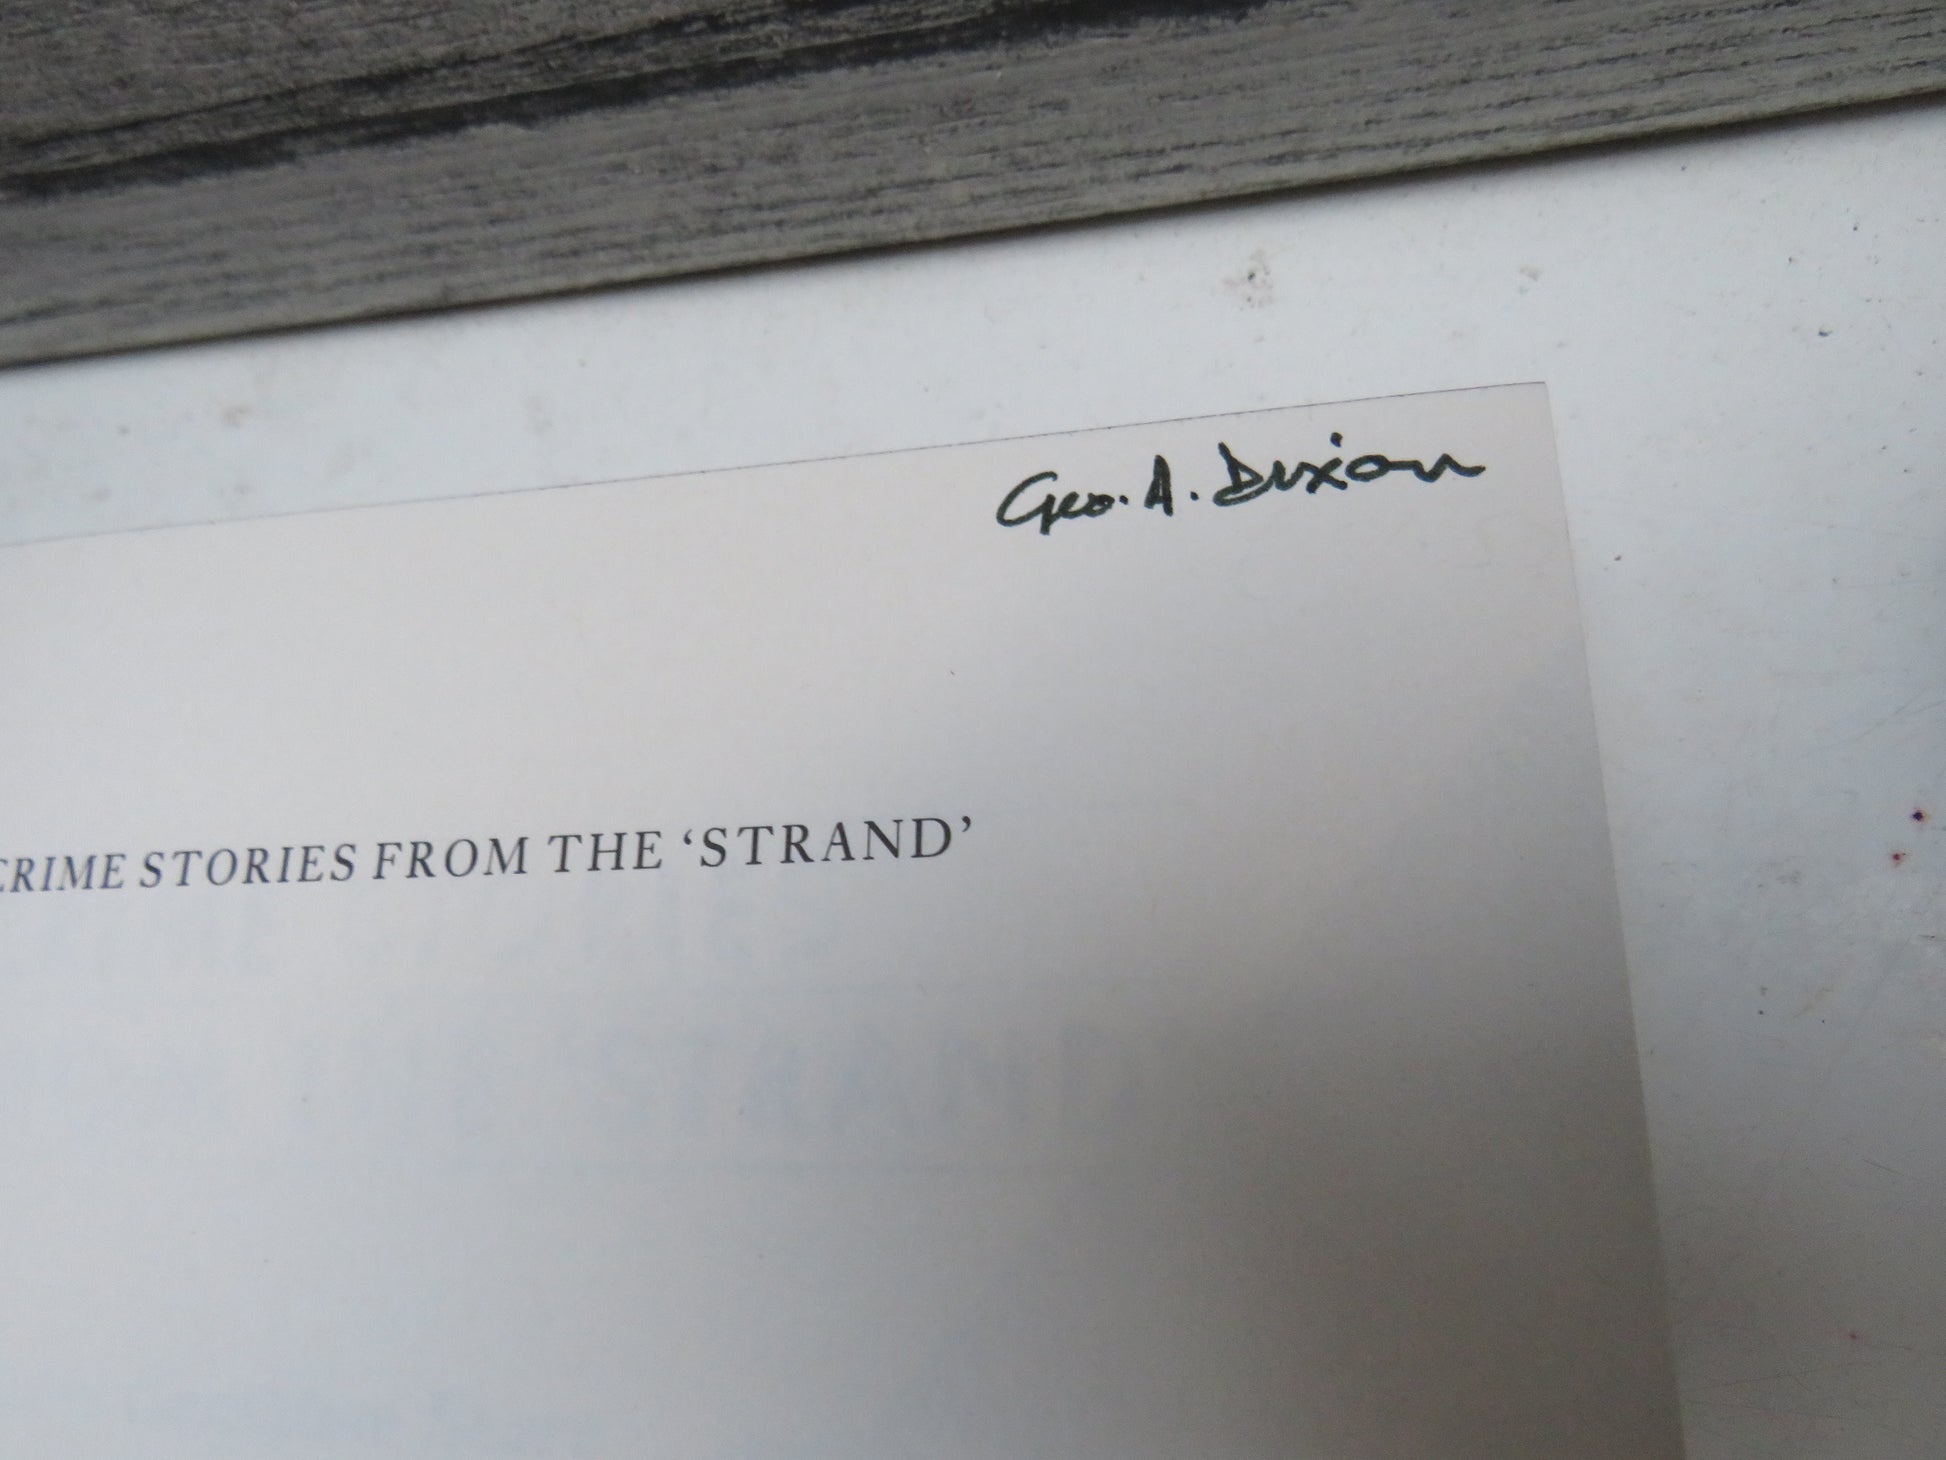 Geo. A. Dixon
CRIME STORIES FROM THE ‘STRAND’